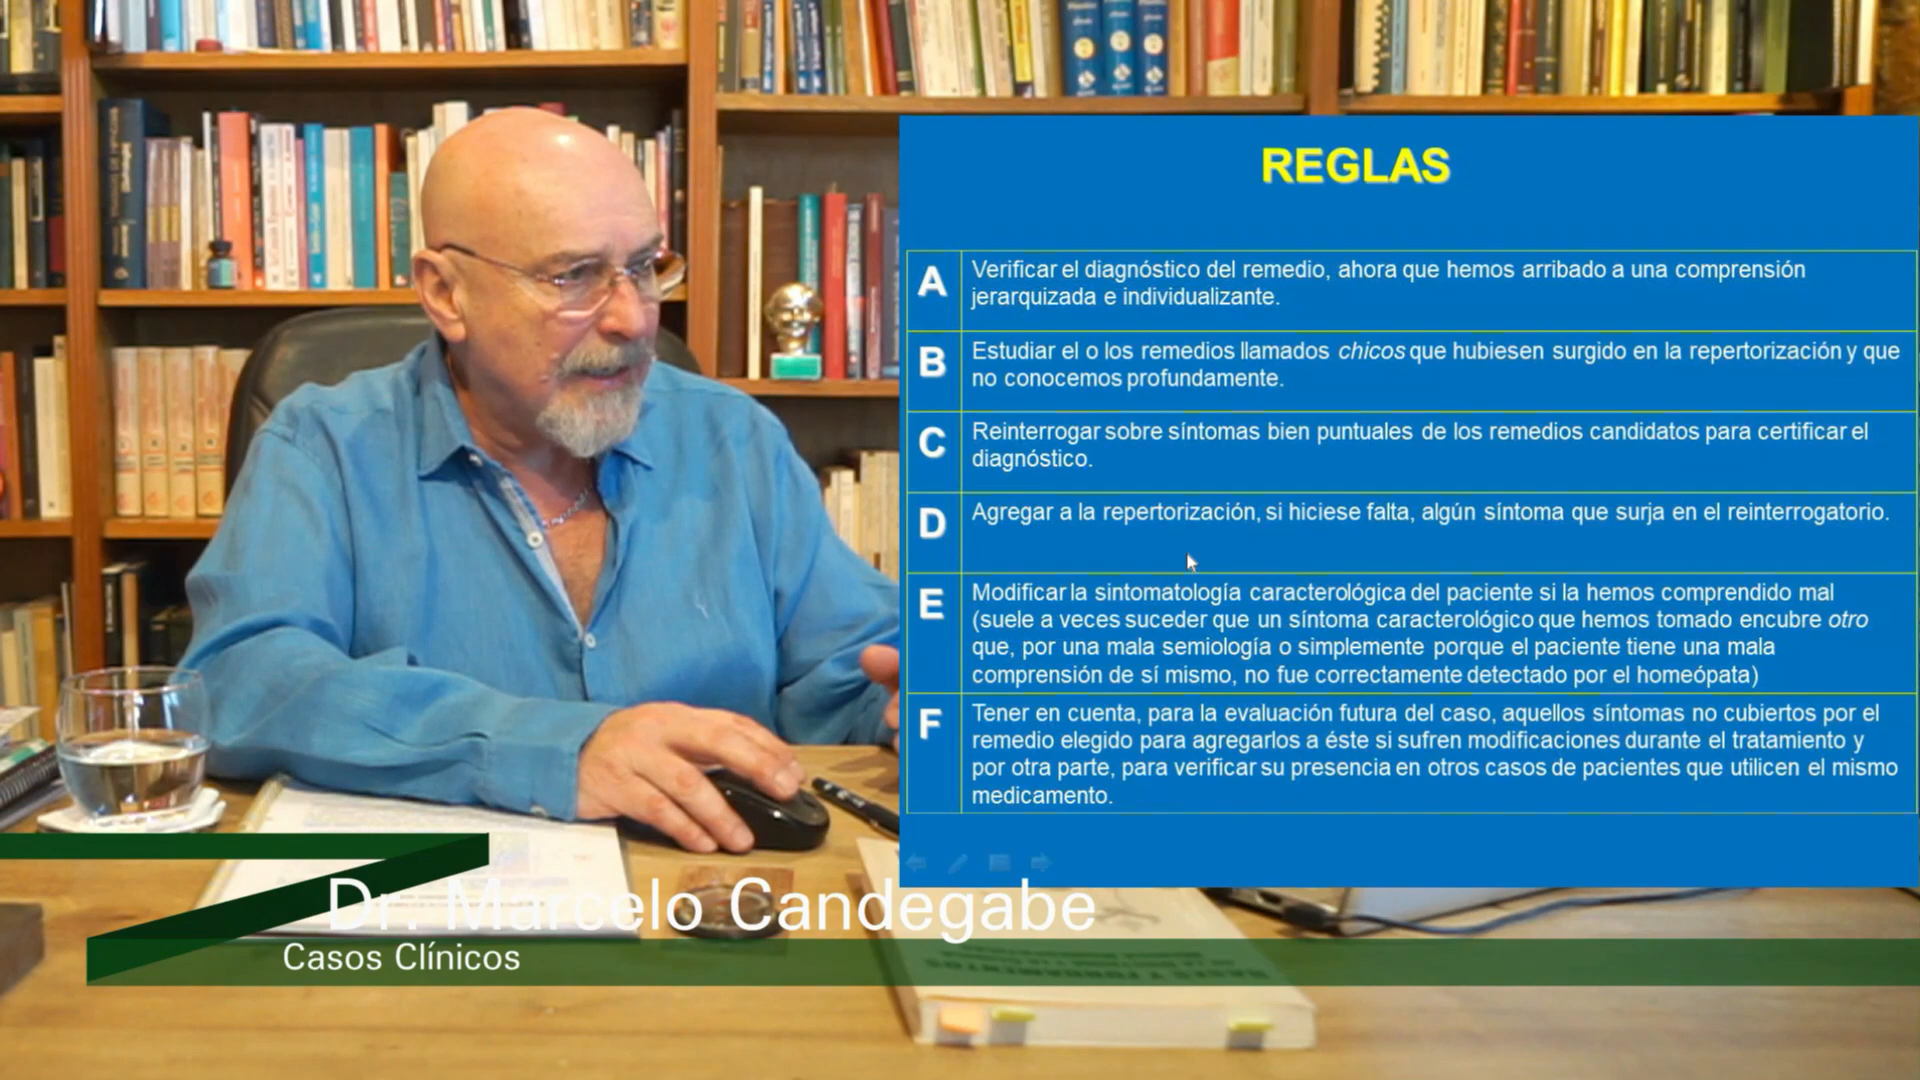 REGLAS
A
Verificar el diagnóstico del remedio, ahora que hemos arribado a una comprensión
jerarquizada e individualizante.
B
Estudiar el o los remedios llamados chicos que hubiesen surgido en la repertorización y que
no conocemos profundamente.
C
Reinterrogar sobre síntomas bien puntuales de los remedios candidatos para certificar el
diagnóstico.
D
Agregar a la repertorización, si hiciese falta, algún síntoma que surja en el reinterrogatorio.
E
Modificar la sintomatología caracterológica del paciente si la hemos comprendido mal
(suele a veces suceder que un síntoma caracterológico que hemos tomado encubre otro
que, por una mala semiología o simplemente porque el paciente tiene una mala
comprensión de sí mismo, no fue correctamente detectado por el homeópata)
F
Tener en cuenta, para la evaluación futura del caso, aquellos síntomas no cubiertos por el
remedio elegido para agregarlos a éste si sufren modificaciones durante el tratamiento y
por otra parte, para verificar su presencia en otros casos de pacientes que utilicen el mismo
medicamento.
Dr. Marcelo Candegabe
Casos Clínicos